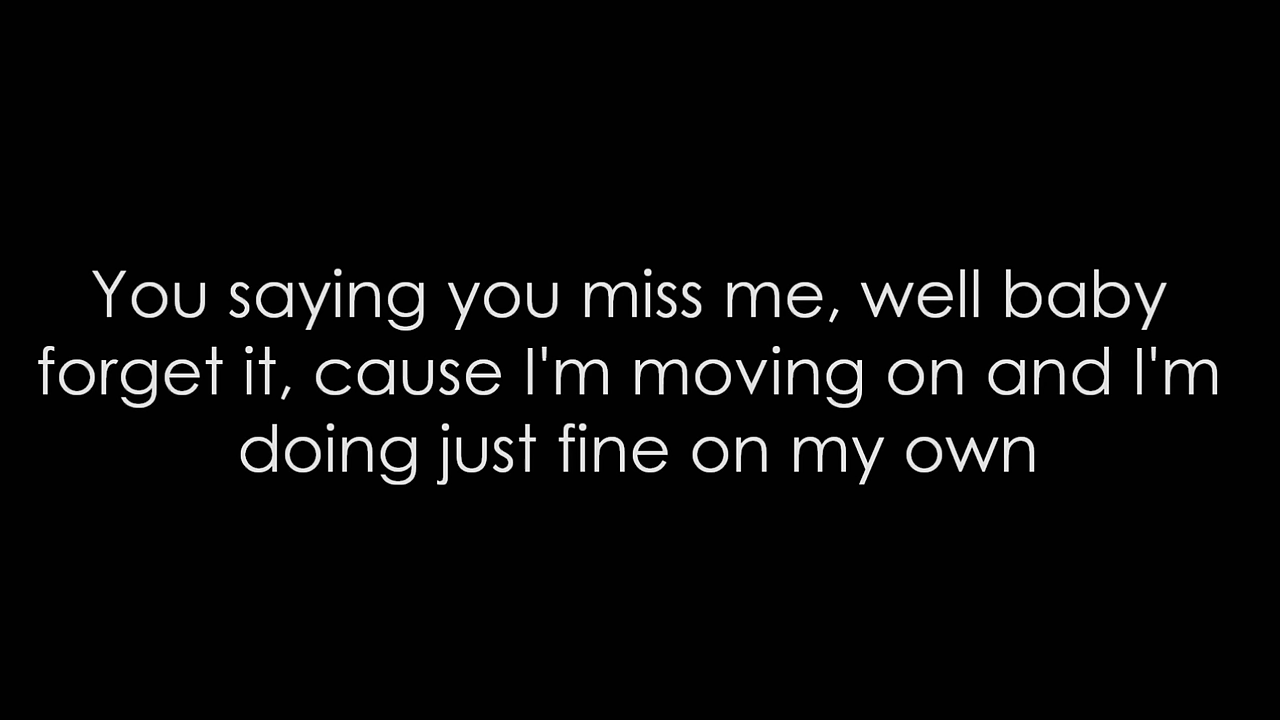 You saying you miss me, well baby
forget it, cause I'm moving on and I'm
doing just fine on my own